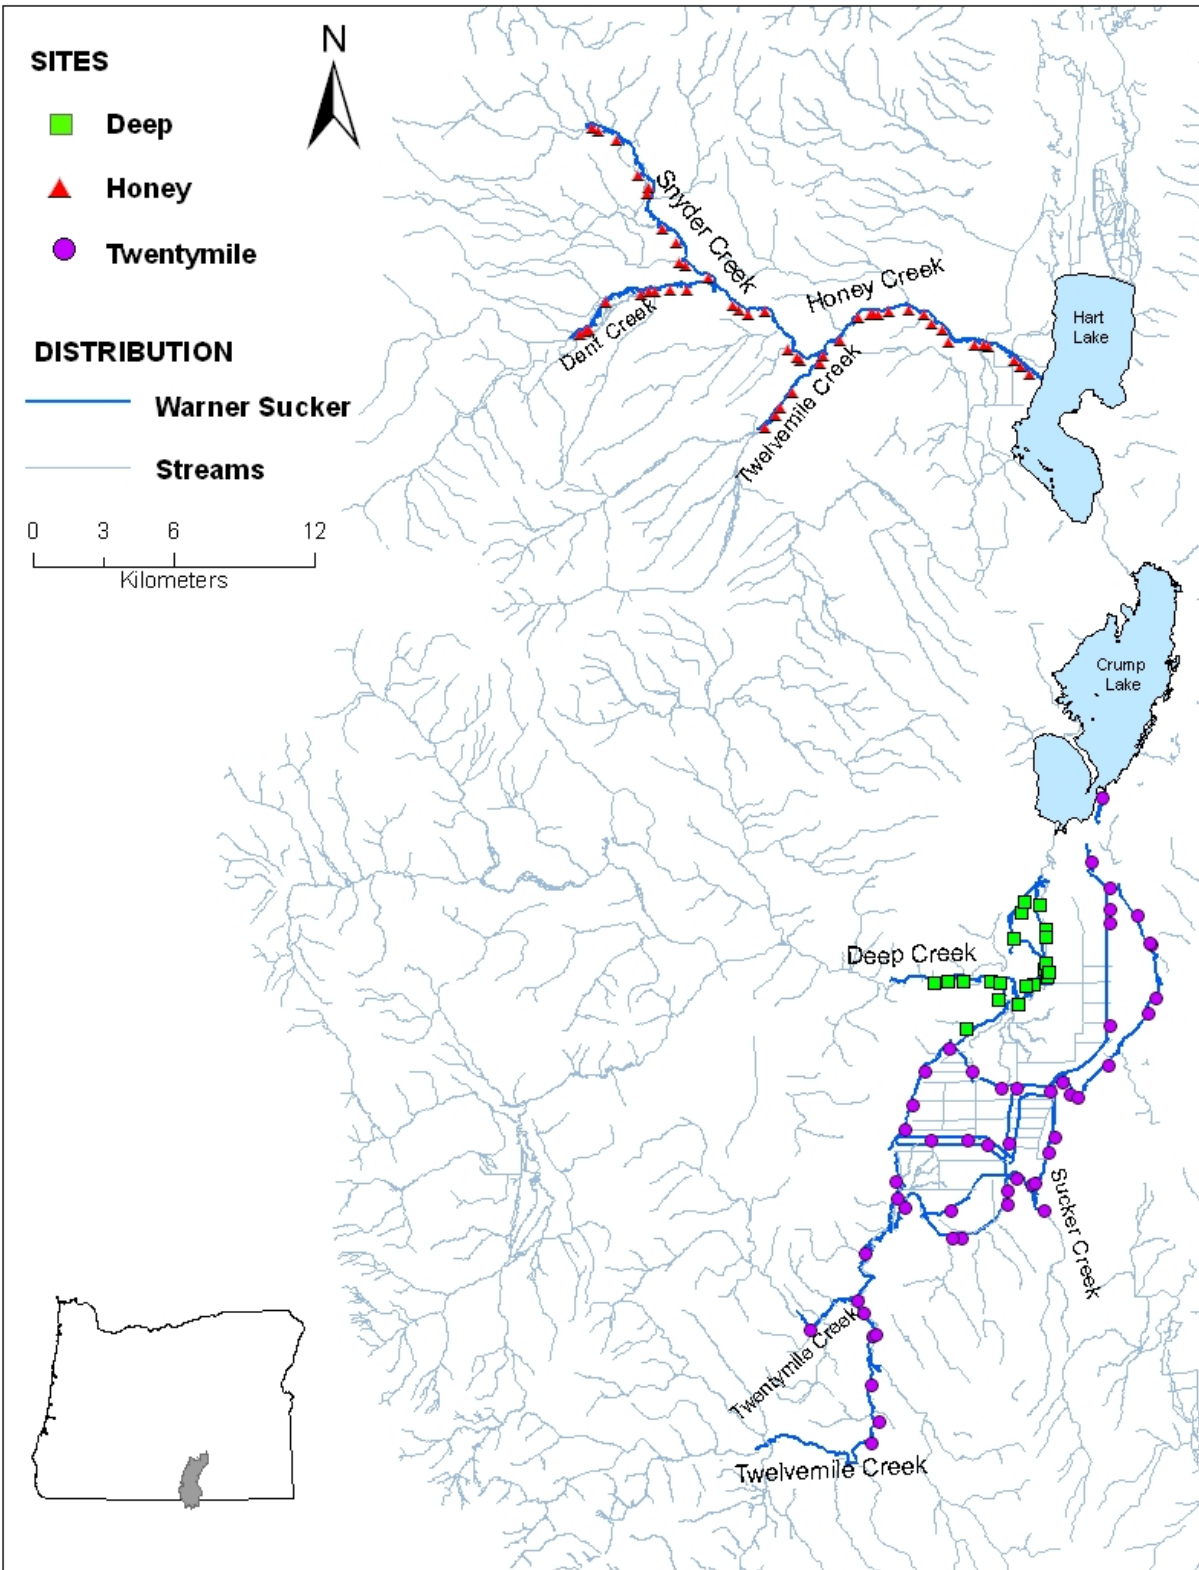 N
SITES
Deep
Honey
Twentymile
DISTRIBUTION
Warner Sucker
Streams
0 3 6 12
Kilometers
Snyder Creek
Honey Creek
Dent Creek
Twelvemile Creek
Hart
Lake
Crump
Lake
Deep Creek
Sucker Creek
Twentymile Creek
Twelvemile Creek